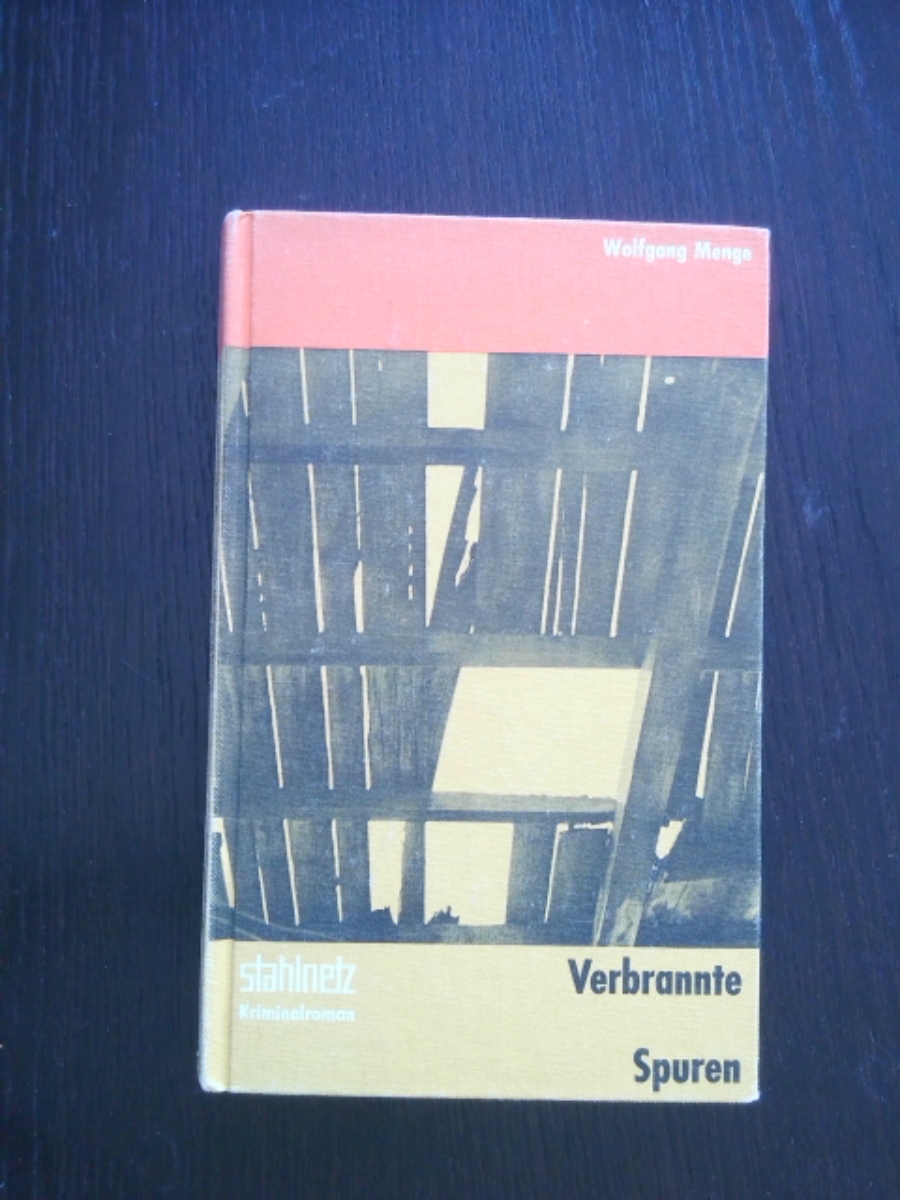 Wolfgang Menge
stahlnetz
Kriminalroman
Verbrannte
Spuren